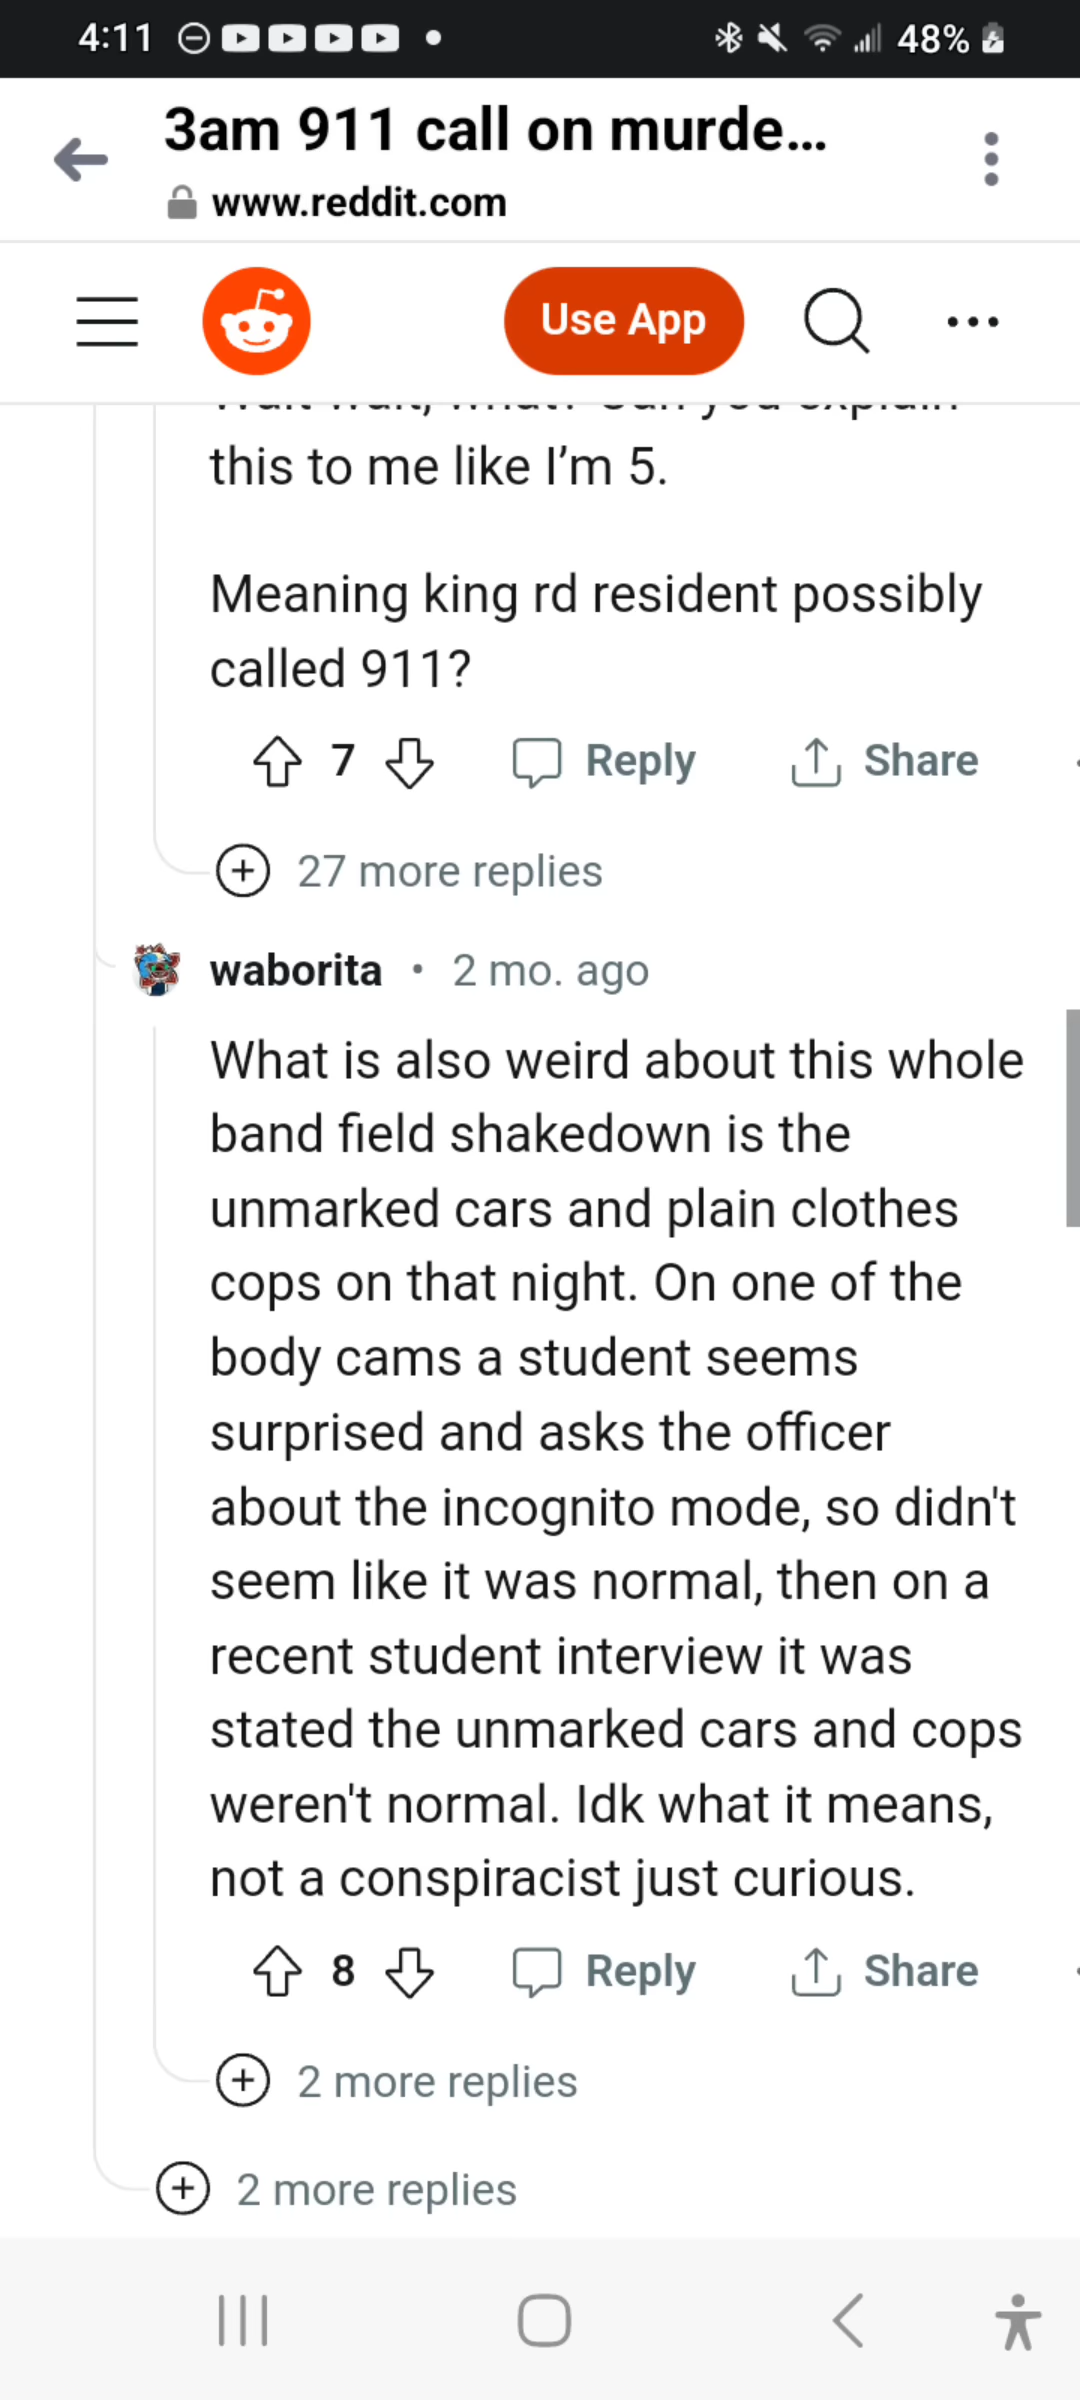 4:11 48%
3am 911 call on murde...
www.reddit.com
Use App
this to me like I'm 5.
Meaning king rd resident possibly
called 911?
7 Reply Share
27 more replies
waborita • 2 mo. ago
What is also weird about this whole
band field shakedown is the
unmarked cars and plain clothes
cops on that night. On one of the
body cams a student seems
surprised and asks the officer
about the incognito mode, so didn't
seem like it was normal, then on a
recent student interview it was
stated the unmarked cars and cops
weren't normal. Idk what it means,
not a conspiracist just curious.
8 Reply Share
2 more replies
2 more replies